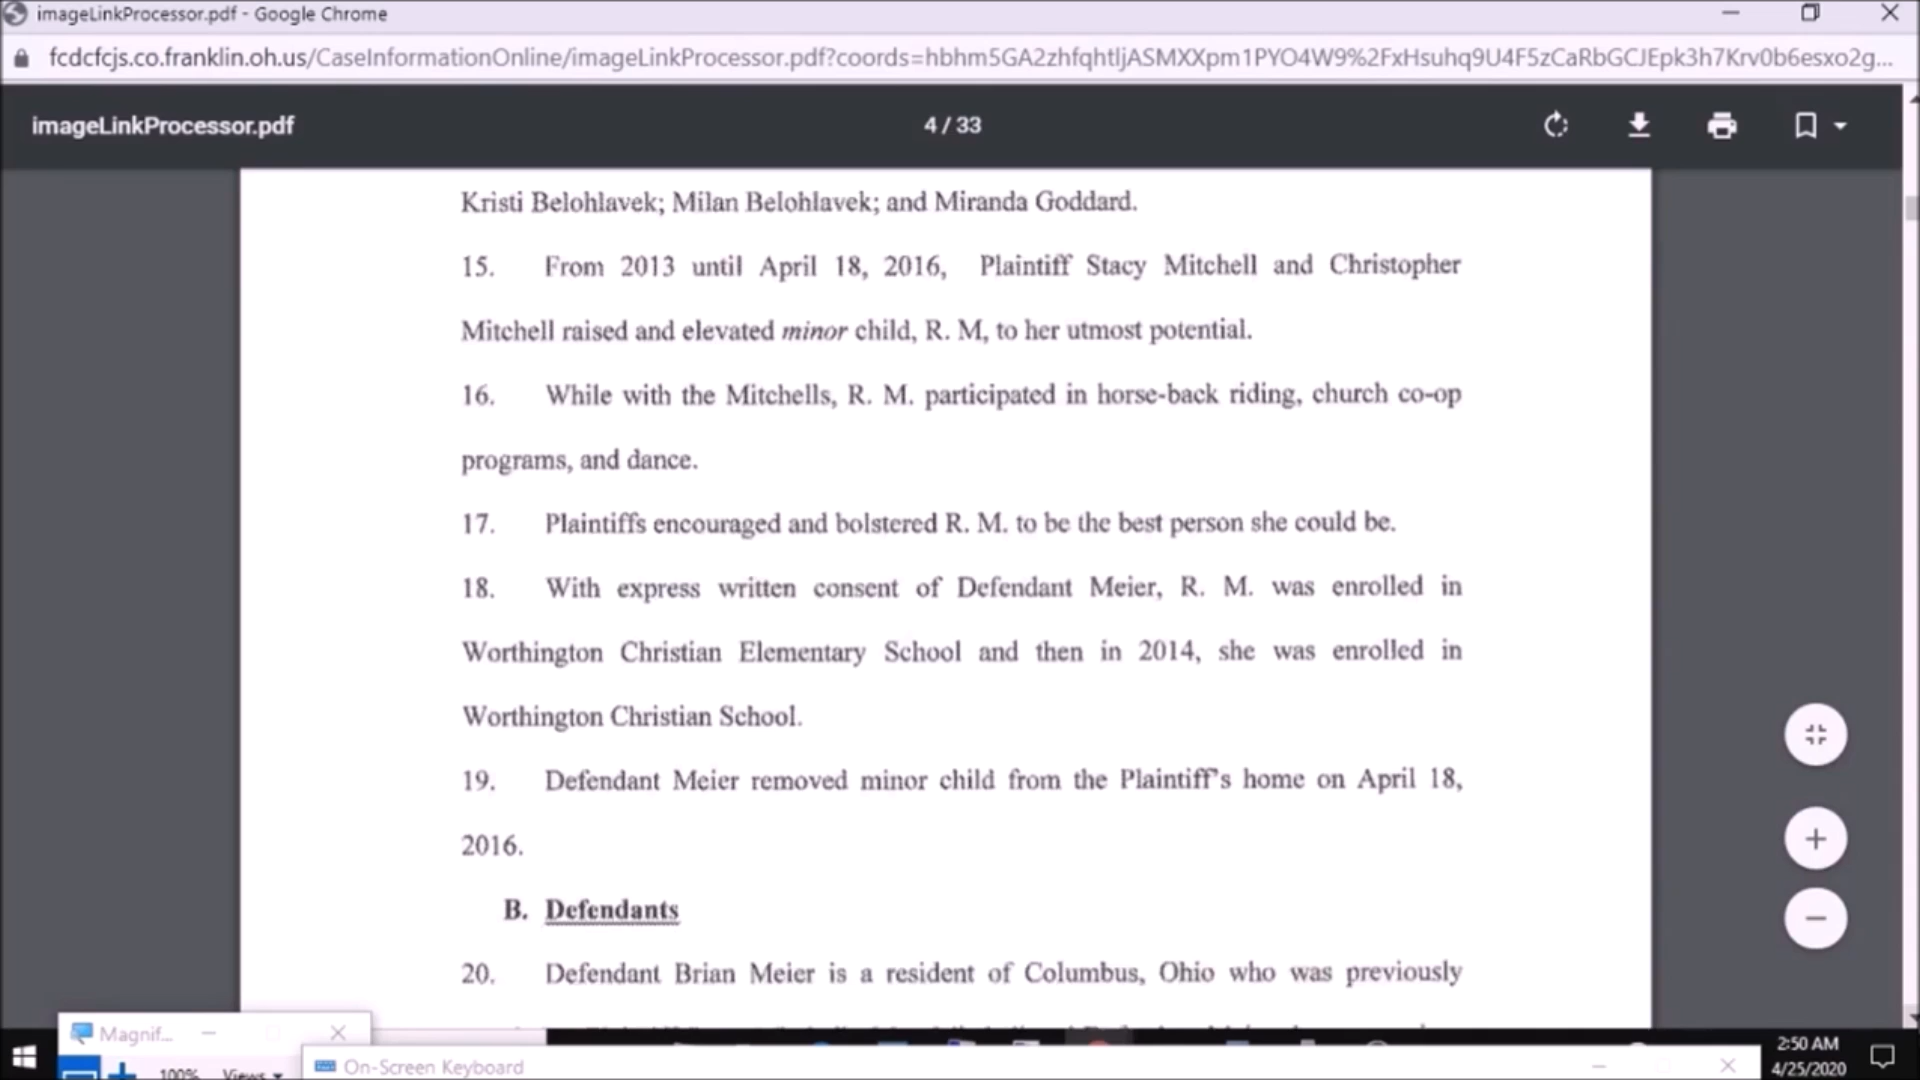 imageLinkProcessor.pdf - Google Chrome
fcdcfcjs.co.franklin.oh.us/CaseInformationOnline/imageLinkProcessor.pdf?coords=hbhm5GA2zhfqhtljASMXXpm1PYO4W9%2FxHsuhq9U4F5zCaRbGCJEpk3h7Krv0b6esxo2g...
imageLinkProcessor.pdf 4 / 33
Kristi Belohlavek; Milan Belohlavek; and Miranda Goddard.
15. From 2013 until April 18, 2016, Plaintiff Stacy Mitchell and Christopher
Mitchell raised and elevated minor child, R. M, to her utmost potential.
16. While with the Mitchells, R. M. participated in horse-back riding, church co-op
programs, and dance.
17. Plaintiffs encouraged and bolstered R. M. to be the best person she could be.
18. With express written consent of Defendant Meier, R. M. was enrolled in
Worthington Christian Elementary School and then in 2014, she was enrolled in
Worthington Christian School.
19. Defendant Meier removed minor child from the Plaintiff's home on April 18,
2016.
B. Defendants
20. Defendant Brian Meier is a resident of Columbus, Ohio who was previously
Magnif...
100% Views
On-Screen Keyboard
2:50 AM
4/25/2020